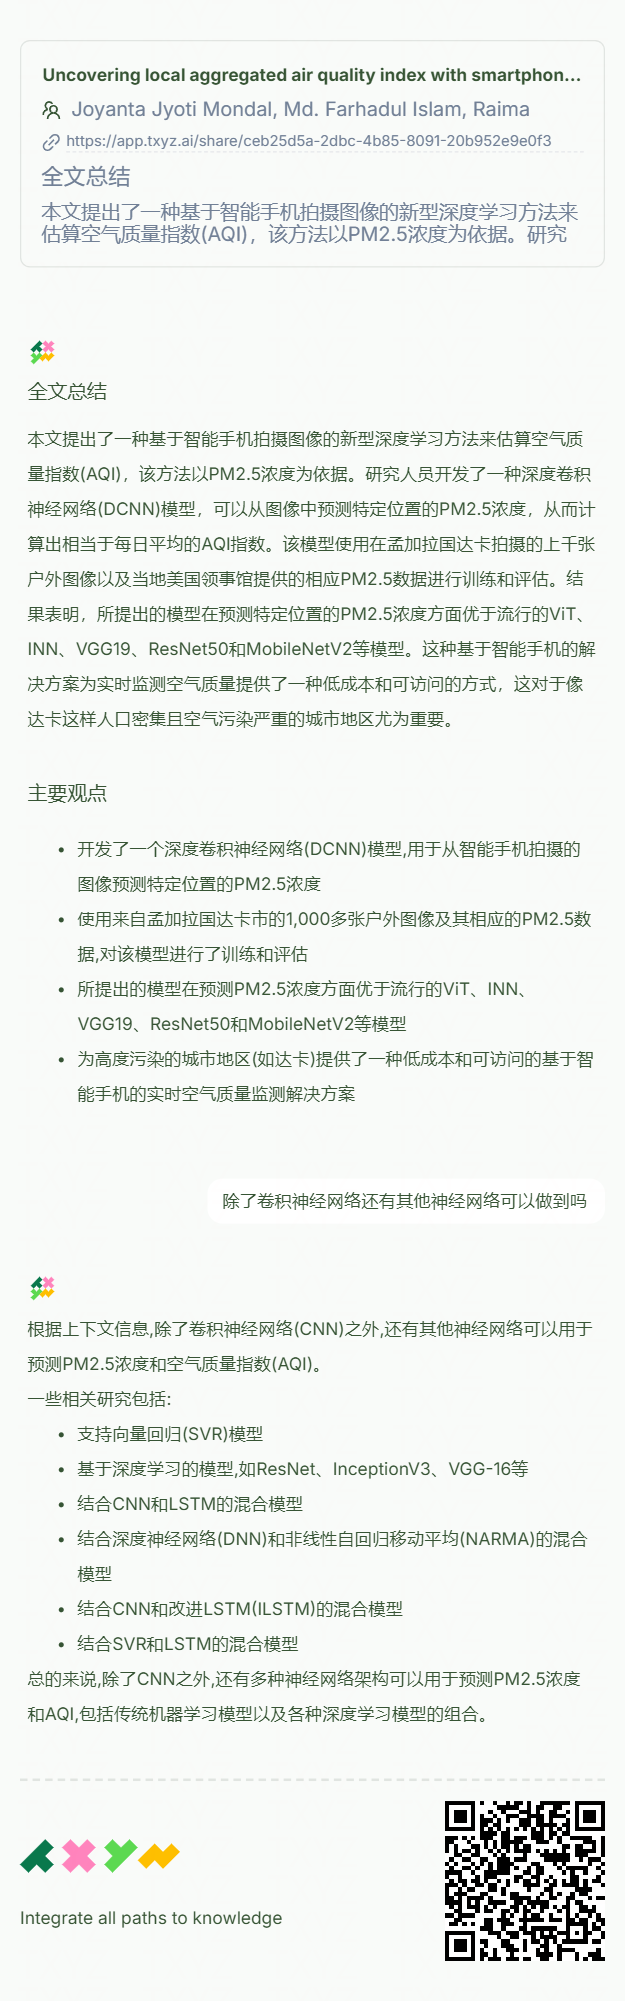 Uncovering local aggregated air quality index with smartphon...
Joyanta Jyoti Mondal, Md. Farhadul Islam, Raima
https://app.txyz.ai/share/ceb25d5a-2dbc-4b85-8091-20b952e9e0f3
全文总结
本文提出了一种基于智能手机拍摄图像的新型深度学习方法来
估算空气质量指数(AQI)，该方法以PM2.5浓度为依据。研究
全文总结
本文提出了一种基于智能手机拍摄图像的新型深度学习方法来估算空气质
量指数(AQI)，该方法以PM2.5浓度为依据。研究人员开发了一种深度卷积
神经网络(DCNN)模型，可以从图像中预测特定位置的PM2.5浓度，从而计
算出相当于每日平均的AQI指数。该模型使用在孟加拉国达卡拍摄的上千张
户外图像以及当地美国领事馆提供的相应PM2.5数据进行训练和评估。结
果表明，所提出的模型在预测特定位置的PM2.5浓度方面优于流行的ViT、
INN、VGG19、ResNet50和MobileNetV2等模型。这种基于智能手机的解
决方案为实时监测空气质量提供了一种低成本和可访问的方式，这对于像
达卡这样人口密集且空气污染严重的城市地区尤为重要。
主要观点
• 开发了一个深度卷积神经网络(DCNN)模型,用于从智能手机拍摄的
图像预测特定位置的PM2.5浓度
• 使用来自孟加拉国达卡市的1,000多张户外图像及其相应的PM2.5数
据,对该模型进行了训练和评估
• 所提出的模型在预测PM2.5浓度方面优于流行的ViT、INN、
VGG19、ResNet50和MobileNetV2等模型
• 为高度污染的城市地区(如达卡)提供了一种低成本和可访问的基于智
能手机的实时空气质量监测解决方案
除了卷积神经网络还有其他神经网络可以做到吗
根据上下文信息,除了卷积神经网络(CNN)之外,还有其他神经网络可以用于
预测PM2.5浓度和空气质量指数(AQI)。
一些相关研究包括:
• 支持向量回归(SVR)模型
• 基于深度学习的模型,如ResNet、InceptionV3、VGG-16等
• 结合CNN和LSTM的混合模型
• 结合深度神经网络(DNN)和非线性自回归移动平均(NARMA)的混合
模型
• 结合CNN和改进LSTM(ILSTM)的混合模型
• 结合SVR和LSTM的混合模型
总的来说,除了CNN之外,还有多种神经网络架构可以用于预测PM2.5浓度
和AQI,包括传统机器学习模型以及各种深度学习模型的组合。
Integrate all paths to knowledge